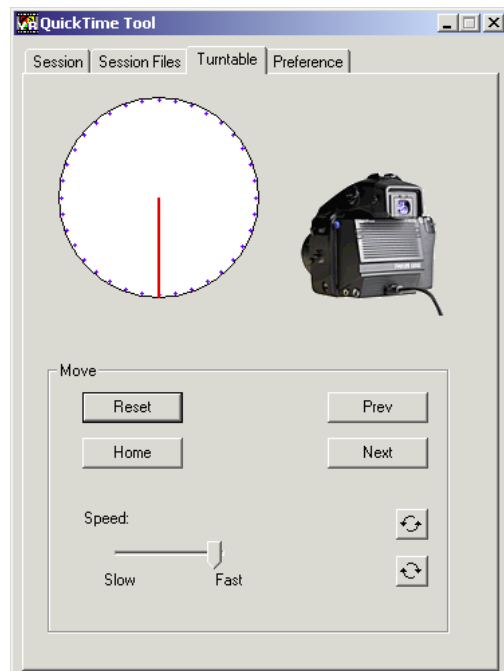 QuickTime Tool
Session Session Files Turntable Preference
Move
Reset Prev
Home Next
Speed:
Slow Fast